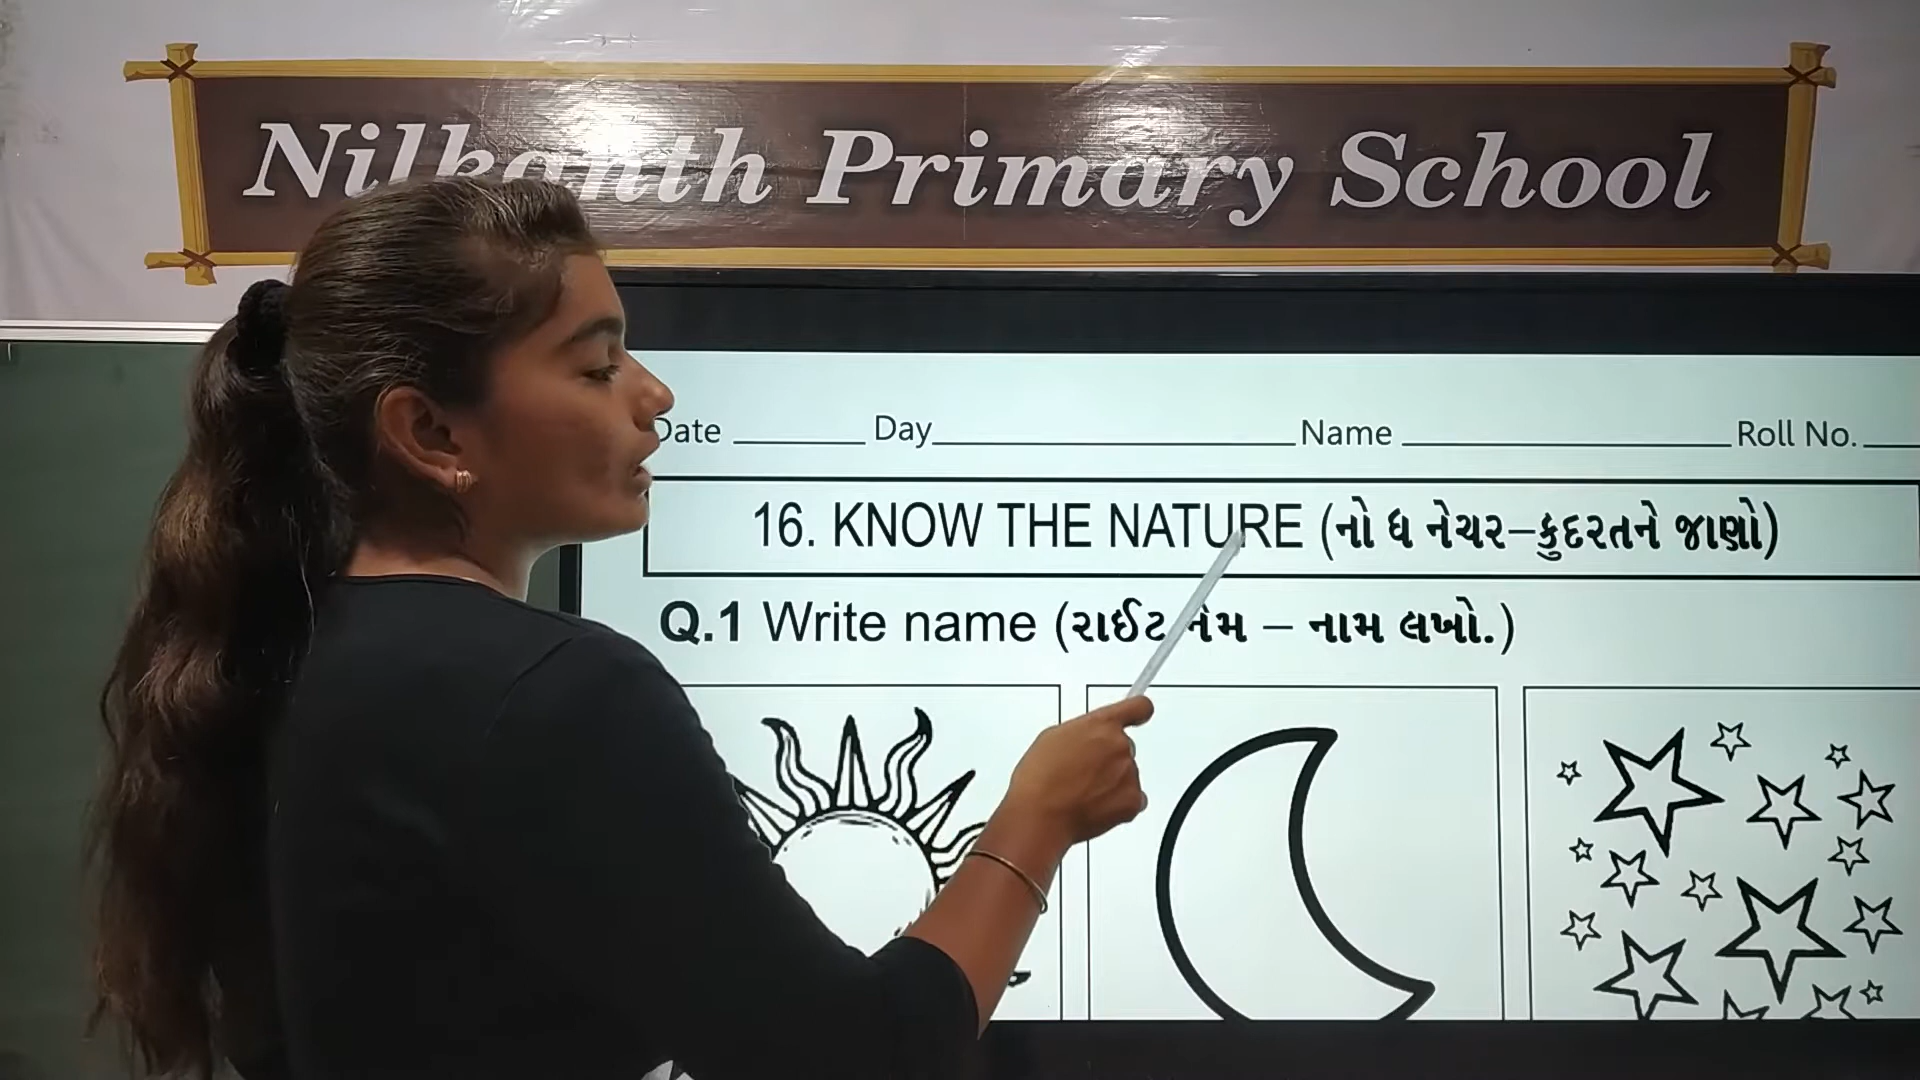 Nilkanth Primary School
Date Day Name Roll No.
16. KNOW THE NATURE (નો ધ નેચર–કુદરતને જાણો)
Q.1 Write name (રાઈટ નેમ – નામ લખો.)